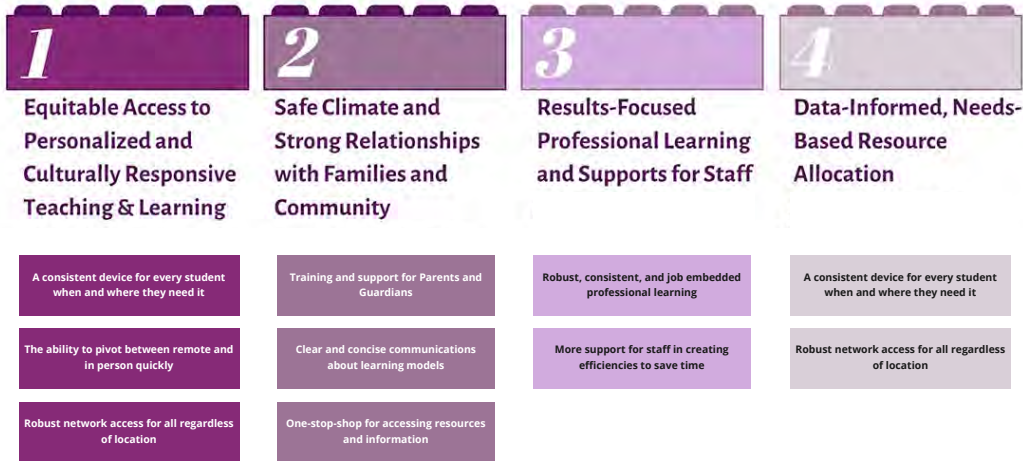 1
Equitable Access to
Personalized and
Culturally Responsive
Teaching & Learning
A consistent device for every student
when and where they need it
The ability to pivot between remote and
in person quickly
Robust network access for all regardless
of location
2
Safe Climate and
Strong Relationships
with Families and
Community
Training and support for Parents and
Guardians
Clear and concise communications
about learning models
One-stop-shop for accessing resources
and information
3
Results-Focused
Professional Learning
and Supports for Staff
Robust, consistent, and job embedded
professional learning
More support for staff in creating
efficiencies to save time
4
Data-Informed, Needs-
Based Resource
Allocation
A consistent device for every student
when and where they need it
Robust network access for all regardless
of location